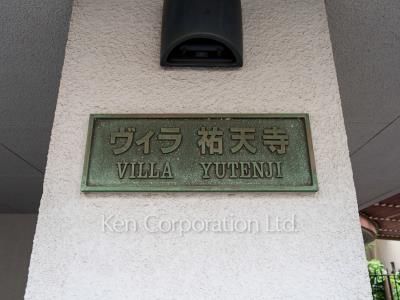 ヴィラ 祐天寺
VILLA YUTENJI
Ken Corporation Ltd.